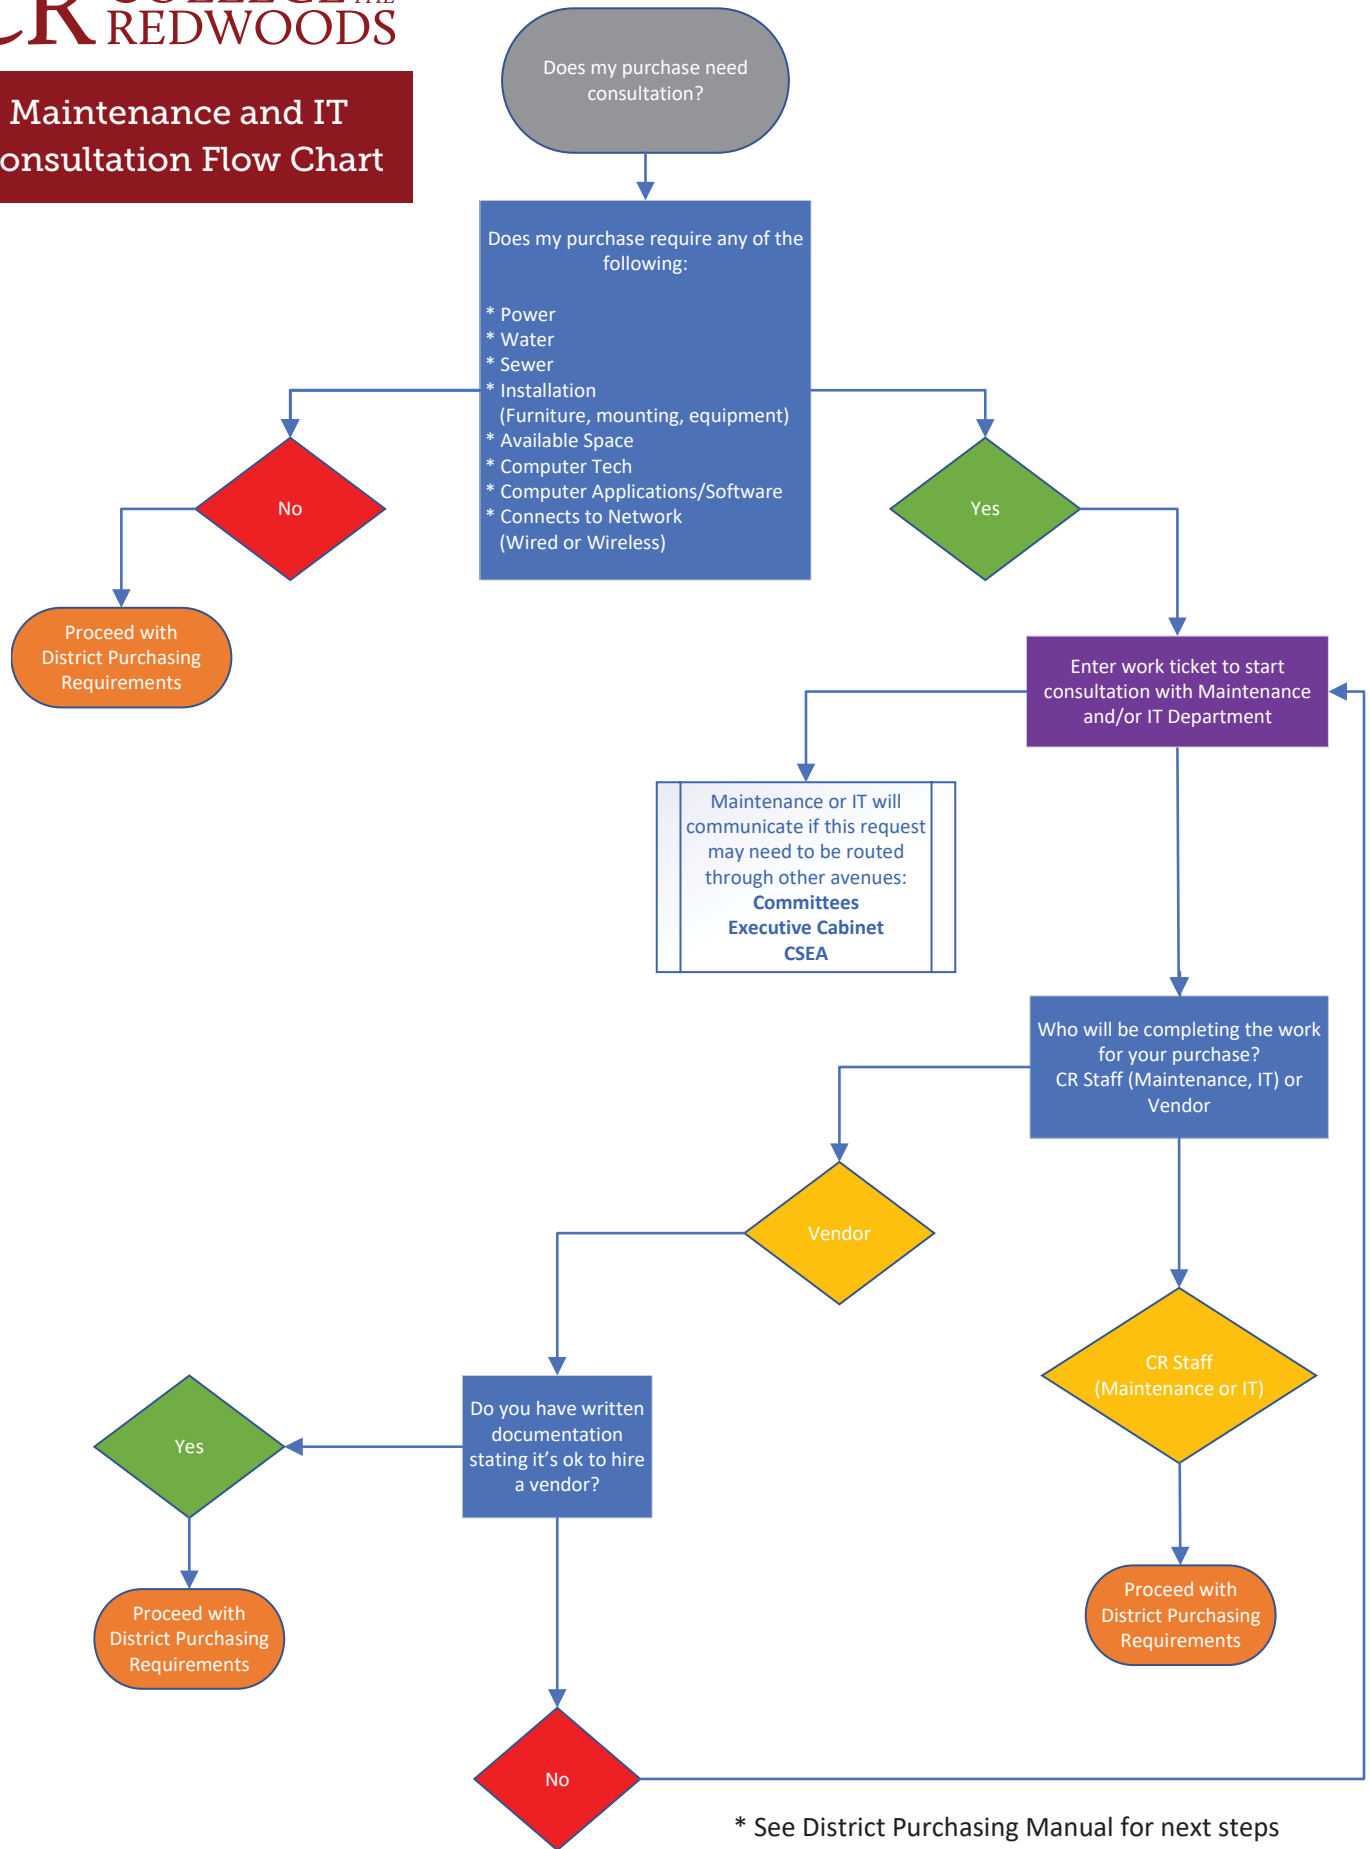 CR
REDWOODS
Maintenance and IT
onsultation Flow Chart
Does my purchase need
consultation?
Does my purchase require any of the
following:
* Power
* Water
* Sewer
* Installation
(Furniture, mounting, equipment)
* Available Space
* Computer Tech
* Computer Applications/Software
* Connects to Network
(Wired or Wireless)
No
Yes
Proceed with
District Purchasing
Requirements
Enter work ticket to start
consultation with Maintenance
and/or IT Department
Maintenance or IT will
communicate if this request
may need to be routed
through other avenues:
Committees
Executive Cabinet
CSEA
Who will be completing the work
for your purchase?
CR Staff (Maintenance, IT) or
Vendor
Vendor
CR Staff
(Maintenance or IT)
Do you have written
documentation
stating it’s ok to hire
a vendor?
Yes
Proceed with
District Purchasing
Requirements
Proceed with
District Purchasing
Requirements
No
* See District Purchasing Manual for next steps